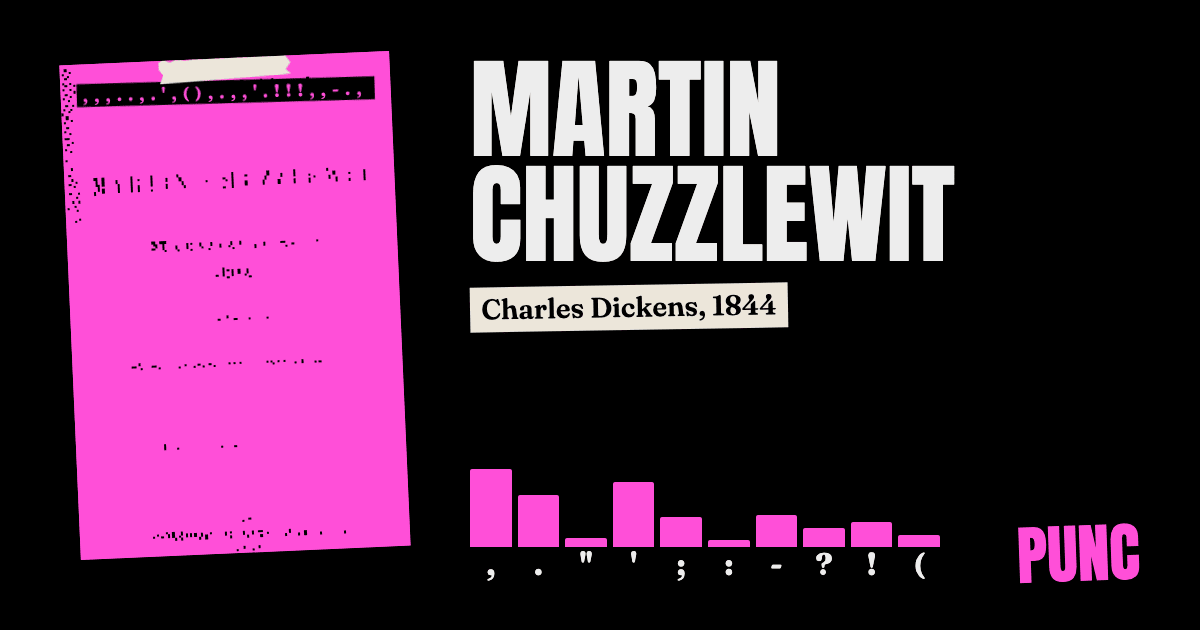 ,,,..,.',(),.,,'.!!!,,-.,
MARTIN
CHUZZLEWIT
Charles Dickens, 1844
, . " ' ; : - ? ! (
PUNC